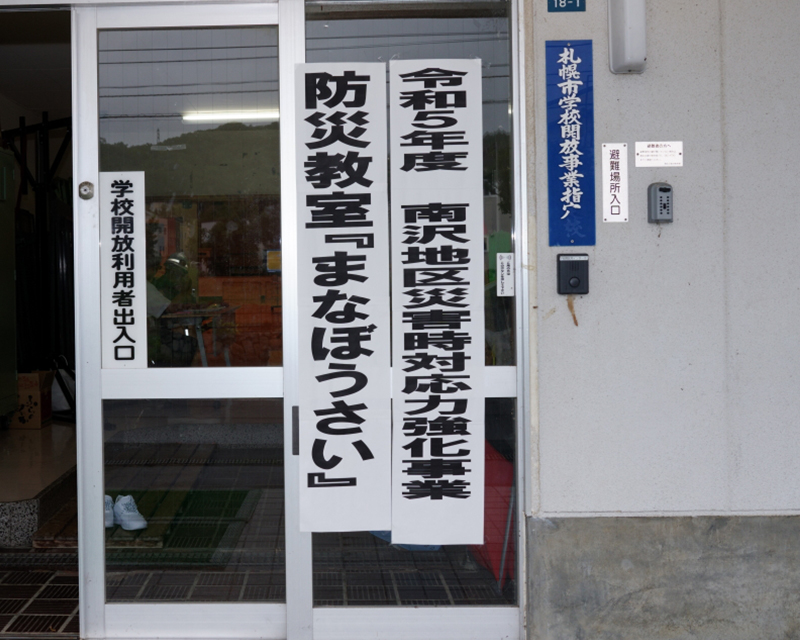 18-1
札幌市学校開放事業指定
避難場所入口
令和5年度 南沢地区災害時対応力強化事業
防災教室『まなぼうさい』
学校開放利用者出入口